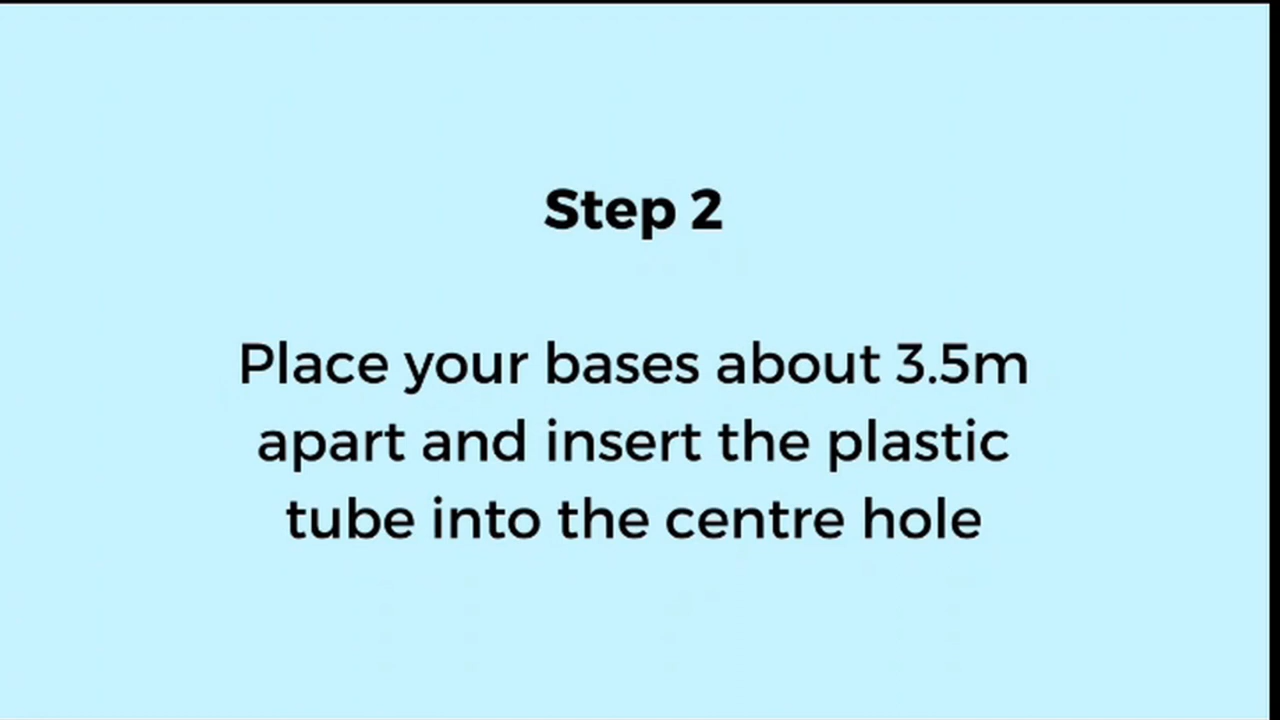 Step 2
Place your bases about 3.5m
apart and insert the plastic
tube into the centre hole